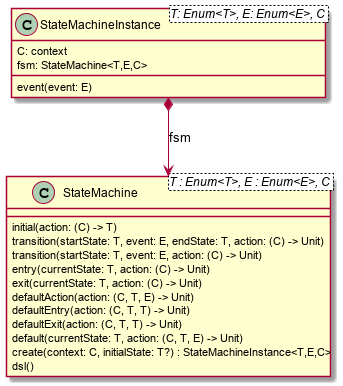 T: Enum<T>, E: Enum<E>, C
C StateMachineInstance
C: context
fsm: StateMachine<T,E,C>
event(event: E)
fsm
T : Enum<T>, E : Enum<E>, C
C StateMachine
initial(action: (C) -> T)
transition(startState: T, event: E, endState: T, action: (C) -> Unit)
transition(startState: T, event: E, action: (C) -> Unit)
entry(currentState: T, action: (C) -> Unit)
exit(currentState: T, action: (C) -> Unit)
defaultAction(action: (C, T, E) -> Unit)
defaultEntry(action: (C, T, T) -> Unit)
defaultExit(action: (C, T, T) -> Unit)
default(currentState: T, action: (C, T, E) -> Unit)
create(context: C, initialState: T?) : StateMachineInstance<T,E,C>
dsl()